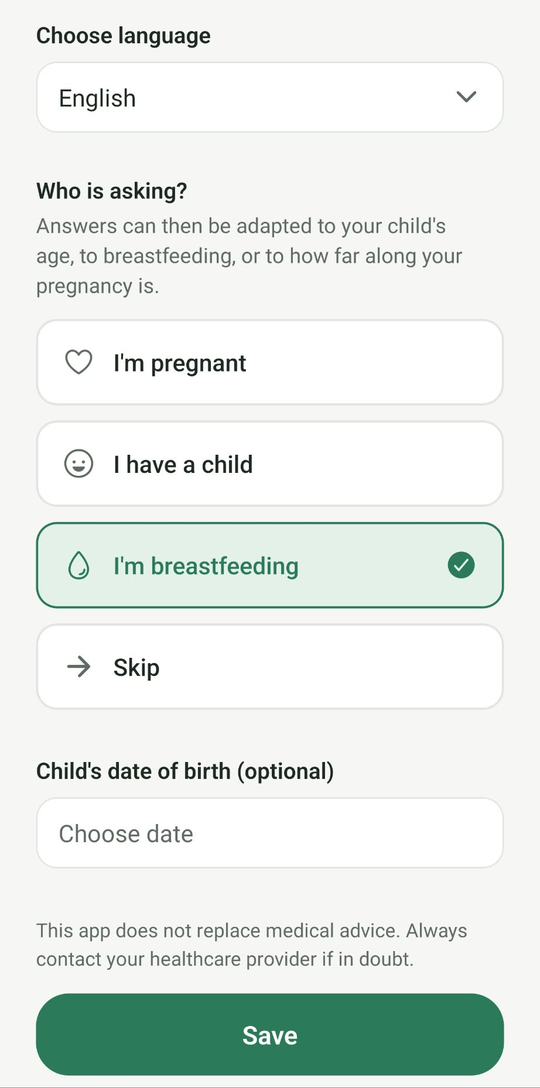 Choose language
English
Who is asking?
Answers can then be adapted to your child's
age, to breastfeeding, or to how far along your
pregnancy is.
I'm pregnant
I have a child
I'm breastfeeding
Skip
Child's date of birth (optional)
Choose date
This app does not replace medical advice. Always
contact your healthcare provider if in doubt.
Save